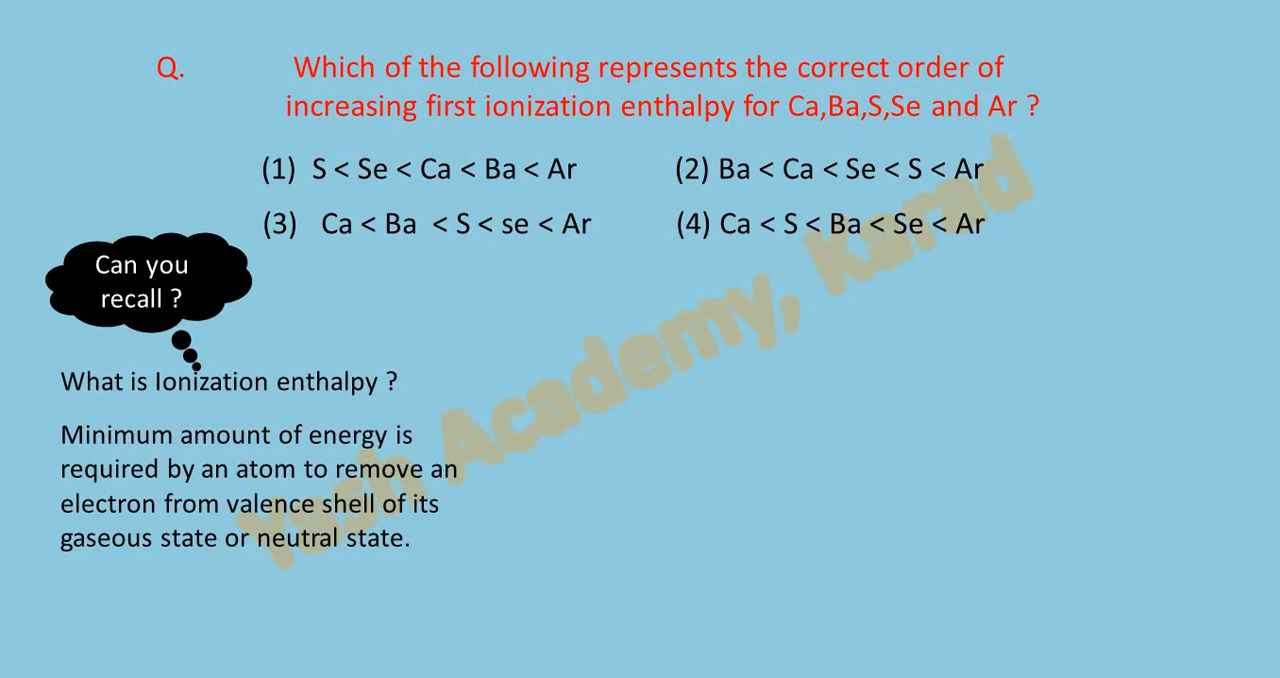 Q. Which of the following represents the correct order of
increasing first ionization enthalpy for Ca,Ba,S,Se and Ar ?
(1) S < Se < Ca < Ba < Ar (2) Ba < Ca < Se < S < Ar
(3) Ca < Ba < S < se < Ar (4) Ca < S < Ba < Se < Ar
Can you
recall ?
What is Ionization enthalpy ?
Minimum amount of energy is
required by an atom to remove an
electron from valence shell of its
gaseous state or neutral state.
Yash Academy, Karad